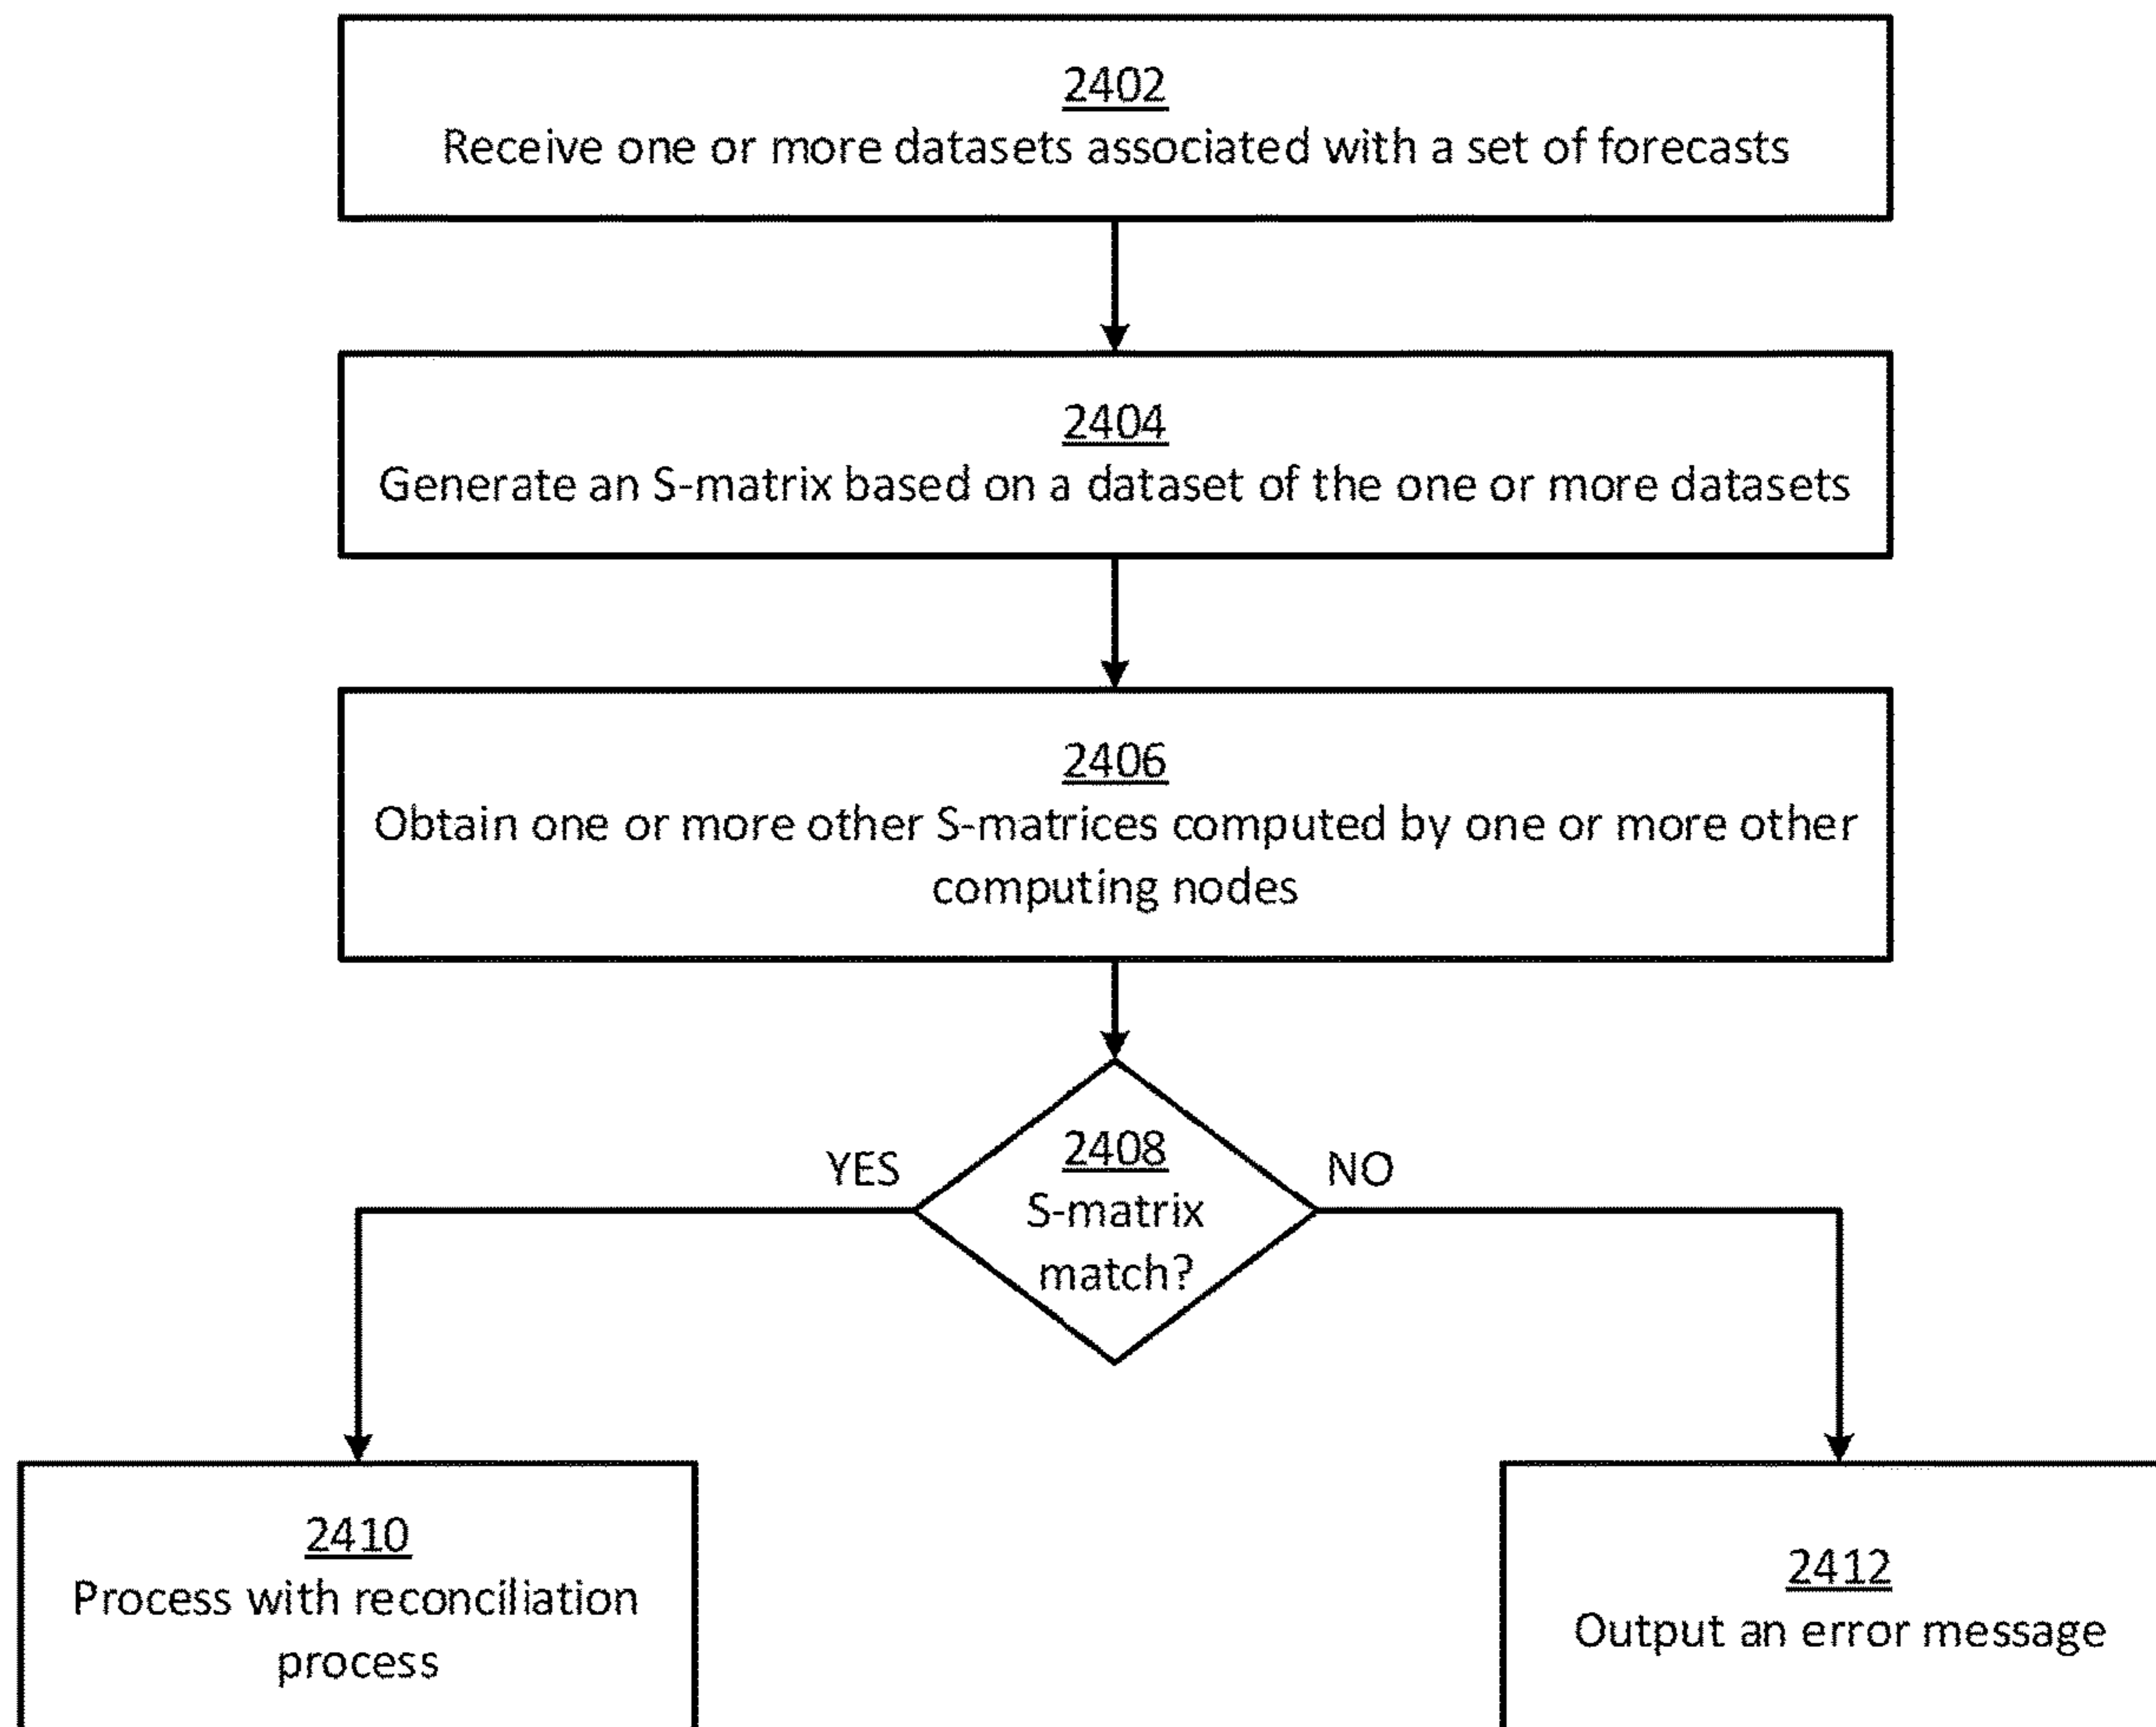 2402
Receive one or more datasets associated with a set of forecasts
2404
Generate an S-matrix based on a dataset of the one or more datasets
2406
Obtain one or more other S-matrices computed by one or more other
computing nodes
2408
S-matrix
match?
YES
NO
2410
Process with reconciliation
process
2412
Output an error message